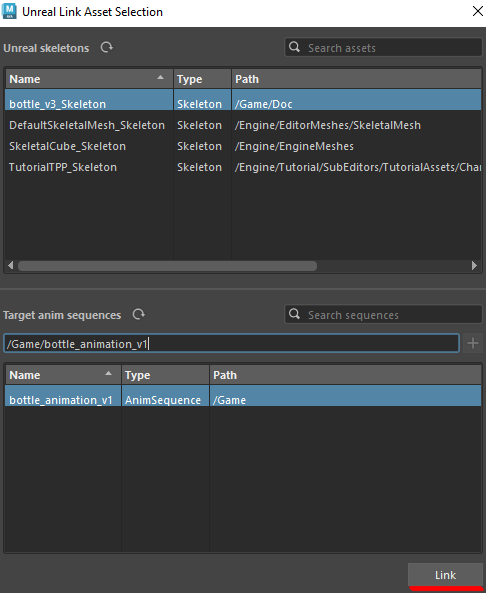 Unreal Link Asset Selection
Unreal skeletons Search assets
Name Type Path
bottle_v3_Skeleton Skeleton /Game/Doc
DefaultSkeletalMesh_Skeleton Skeleton /Engine/EditorMeshes/SkeletalMesh
SkeletalCube_Skeleton Skeleton /Engine/EngineMeshes
TutorialTPP_Skeleton Skeleton /Engine/Tutorial/SubEditors/TutorialAssets/Cha
Target anim sequences Search sequences
/Game/bottle_animation_v1
Name Type Path
bottle_animation_v1 AnimSequence /Game
Link